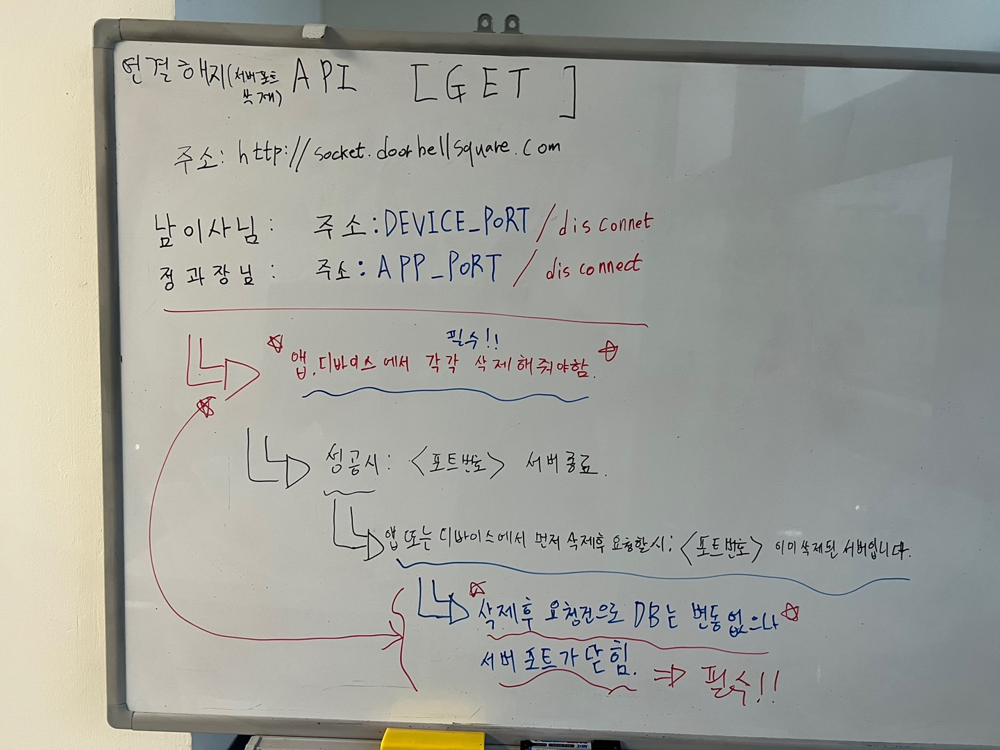 연결해지(서버포트 삭제) API [GET]
주소: http://socket.doorbellsquare.com
남이사님: 주소:DEVICE_PORT/disconnet
정과장님: 주소: APP_PORT/disconnect
필수!!
앱.디바이스에서 각각 삭제해줘야함.
성공시: <포트번호> 서버종료.
앱 또는 디바이스에서 먼저 삭제후 요청할시: <포트번호> 이미삭제된 서버입니다.
삭제후 요청건으로 DB는 변동없으나
서버 포트가 닫힘. => 필수!!